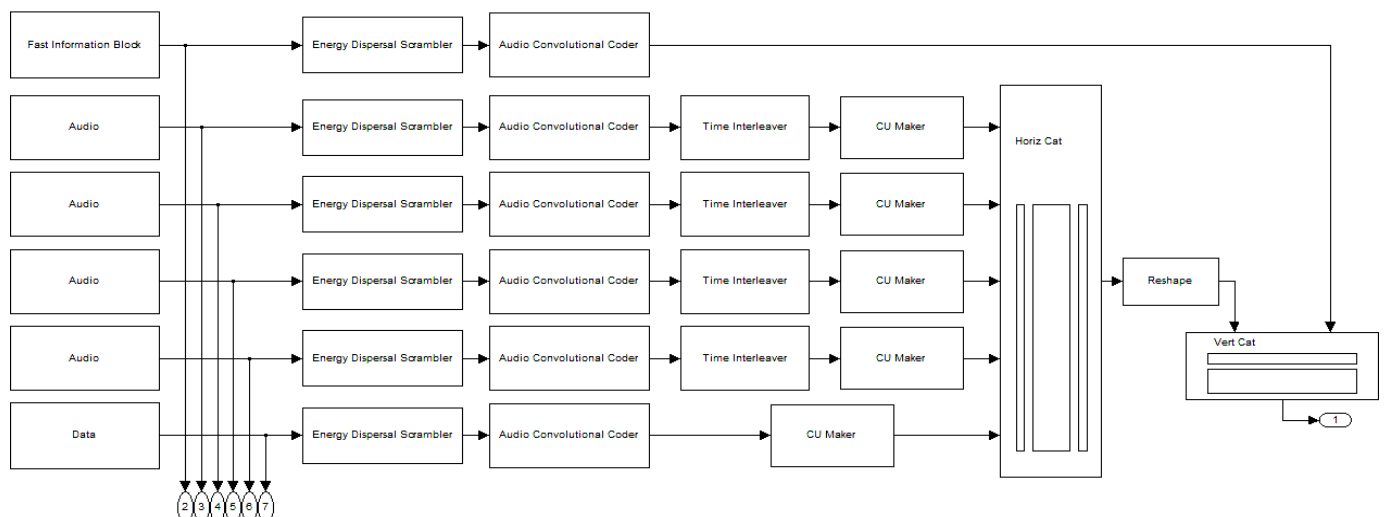 Fast Information Block
Energy Dispersal Scrambler
Audio Convolutional Coder
Audio
Energy Dispersal Scrambler
Audio Convolutional Coder
Time Interleaver
CU Maker
Horiz Cat
Audio
Energy Dispersal Scrambler
Audio Convolutional Coder
Time Interleaver
CU Maker
Audio
Energy Dispersal Scrambler
Audio Convolutional Coder
Time Interleaver
CU Maker
Reshape
Audio
Energy Dispersal Scrambler
Audio Convolutional Coder
Time Interleaver
CU Maker
Vert Cat
Data
Energy Dispersal Scrambler
Audio Convolutional Coder
CU Maker
1
2 3 4 5 6 7